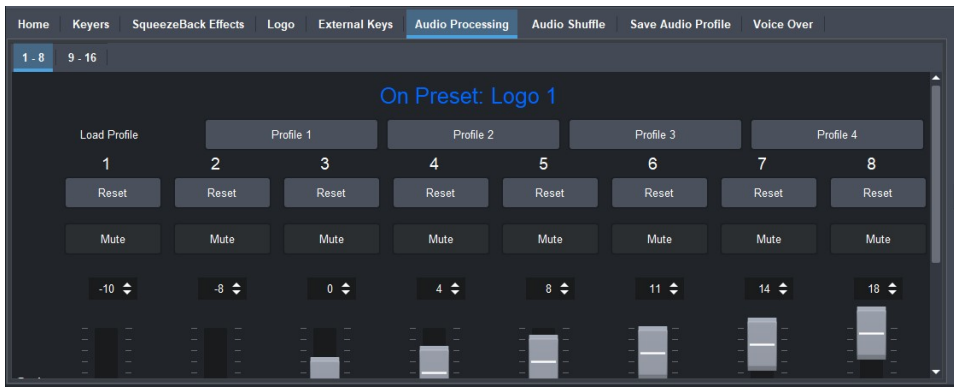 Home Keyers SqueezeBack Effects Logo External Keys Audio Processing Audio Shuffle Save Audio Profile Voice Over
1 - 8 9 - 16
On Preset: Logo 1
Load Profile Profile 1 Profile 2 Profile 3 Profile 4
1 2 3 4 5 6 7 8
Reset Reset Reset Reset Reset Reset Reset Reset
Mute Mute Mute Mute Mute Mute Mute Mute
-10 -8 0 4 8 11 14 18